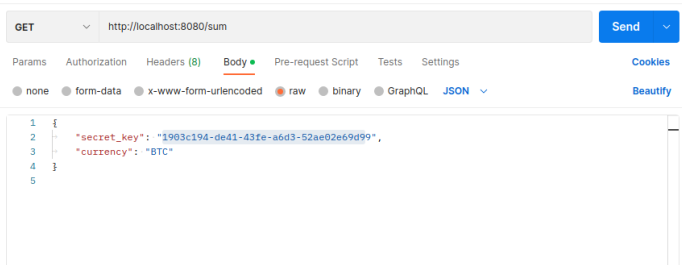 GET http://localhost:8080/sum Send
Params Authorization Headers (8) Body Pre-request Script Tests Settings Cookies
none form-data x-www-form-urlencoded raw binary GraphQL JSON Beautify
1 {
2 "secret_key": "1903c194-de41-43fe-a6d3-52ae02e69d99",
3 "currency": "BTC"
4 }
5